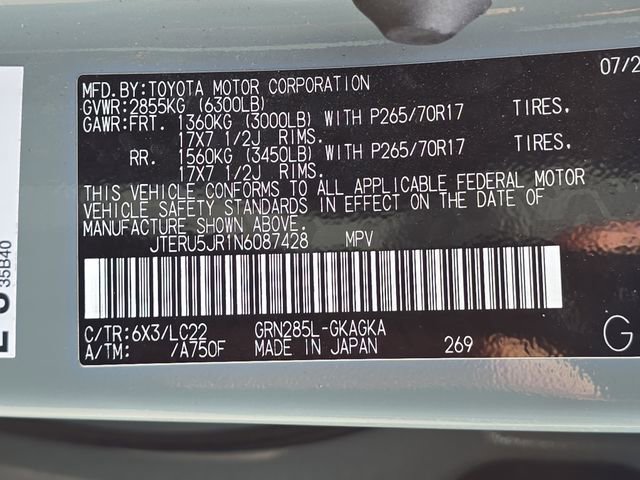 07/2
MFD.BY:TOYOTA MOTOR CORPORATION
GVWR:2855KG (6300LB)
GAWR:FRT. 1360KG (3000LB) WITH P265/70R17 TIRES.
17X7 1/2J RIMS.
RR. 1560KG (3450LB) WITH P265/70R17 TIRES.
17X7 1/2J RIMS.
THIS VEHICLE CONFORMS TO ALL APPLICABLE FEDERAL MOTOR
VEHICLE SAFETY STANDARDS IN EFFECT ON THE DATE OF
MANUFACTURE SHOWN ABOVE.
JTERU5JR1N6087428 MPV
C/TR:6X3/LC22 GRN285L-GKAGKA
A/TM: /A750F MADE IN JAPAN 269
G
35B40